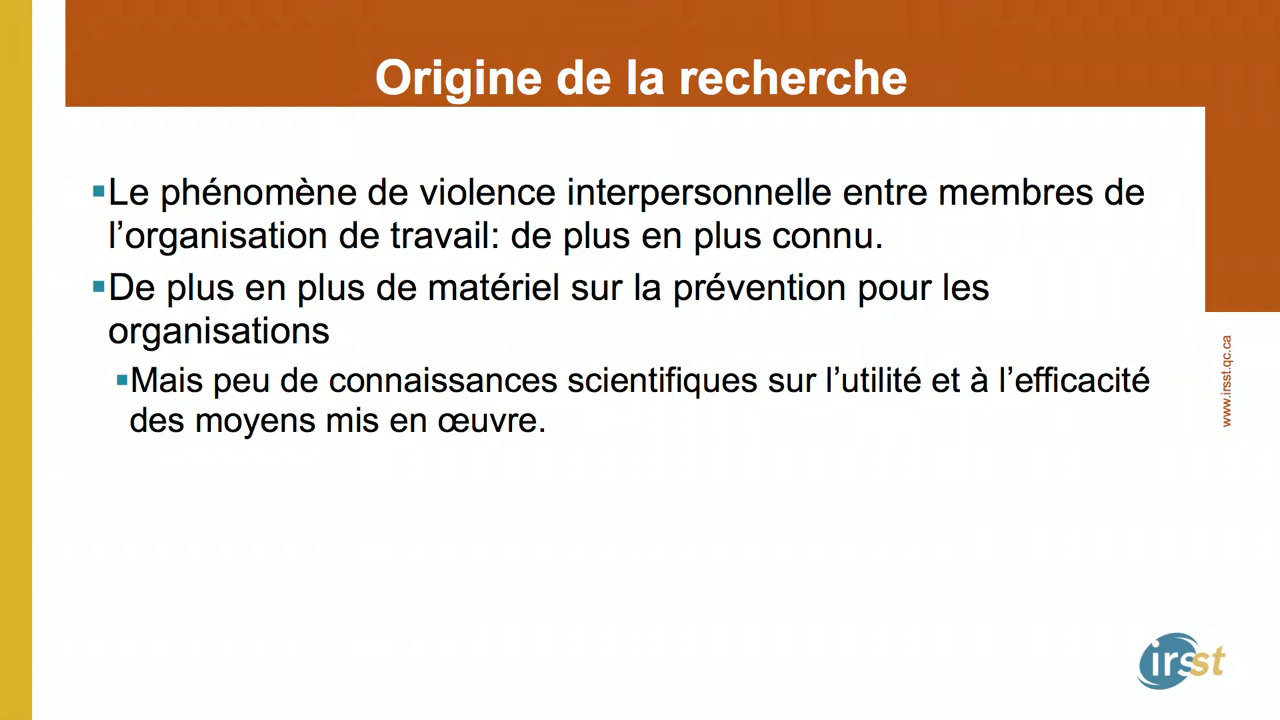 Origine de la recherche
Le phénomène de violence interpersonnelle entre membres de
l’organisation de travail: de plus en plus connu.
De plus en plus de matériel sur la prévention pour les
organisations
Mais peu de connaissances scientifiques sur l’utilité et à l’efficacité
des moyens mis en œuvre.
www.irsst.qc.ca
irsst